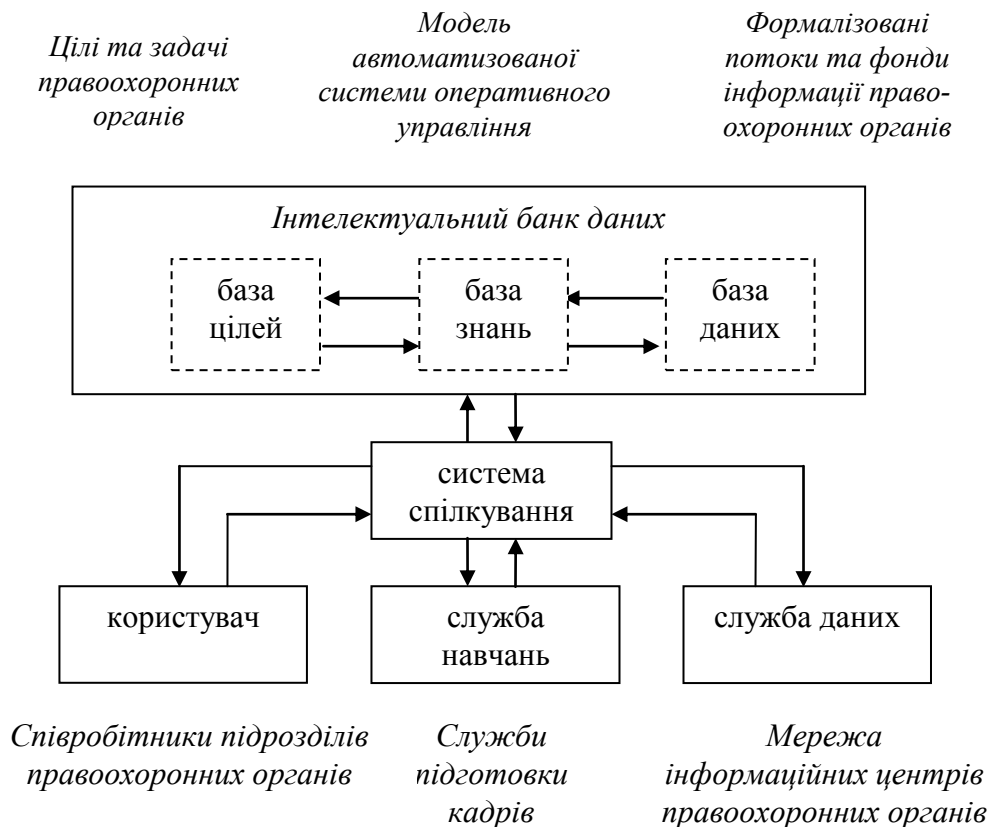 Цілі та задачі
правоохоронних
органів
Модель
автоматизованої
системи оперативного
управління
Формалізовані
потоки та фонди
інформації право-
охоронних органів
Інтелектуальний банк даних
база
цілей
база
знань
база
даних
система
спілкування
користувач
служба
навчань
служба даних
Співробітники підрозділів
правоохоронних органів
Служби
підготовки
кадрів
Мережа
інформаційних центрів
правоохоронних органів